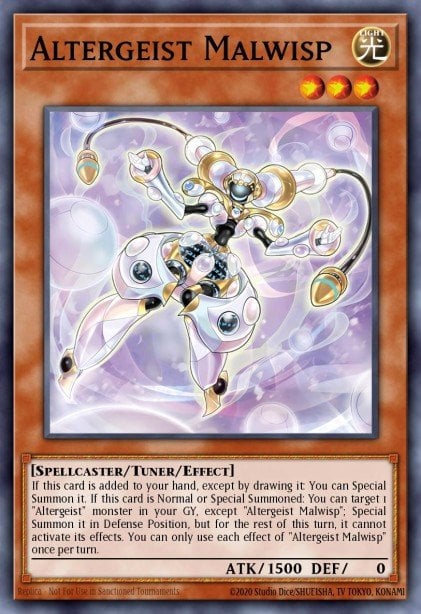 ALTERGEIST MALWISP
LIGHT
光
[SPELLCASTER/TUNER/EFFECT]
If this card is added to your hand, except by drawing it: You can Special
Summon it. If this card is Normal or Special Summoned: You can target 1
"Altergeist" monster in your GY, except "Altergeist Malwisp"; Special
Summon it in Defense Position, but for the rest of this turn, it cannot
activate its effects. You can only use each effect of "Altergeist Malwisp"
once per turn.
ATK/1500 DEF/ 0
Replica - Not For Use in Sanctioned Tournaments
©2020 Studio Dice/SHUEISHA, TV TOKYO, KONAMI